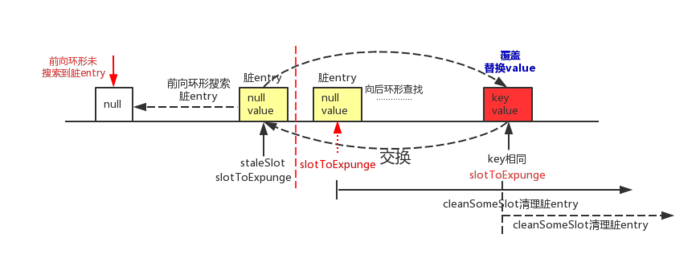 前向环形未
搜索到脏entry
null
前向环形搜索
脏entry
脏entry
null
value
脏entry
null
value
向后环形查找
..............
覆盖
替换value
key
value
staleSlot
slotToExpunge
slotToExpunge
交换
key相同
slotToExpunge
cleanSomeSlot清理脏entry
cleanSomeSlot清理脏entry